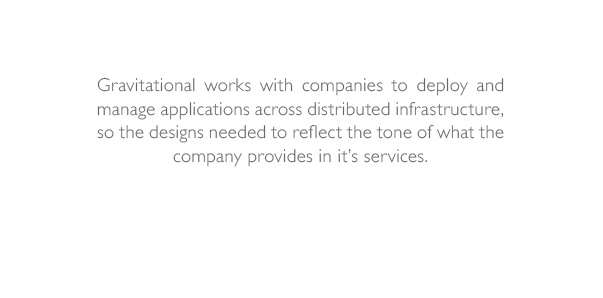 Gravitational works with companies to deploy and
manage applications across distributed infrastructure,
so the designs needed to reflect the tone of what the
company provides in it’s services.